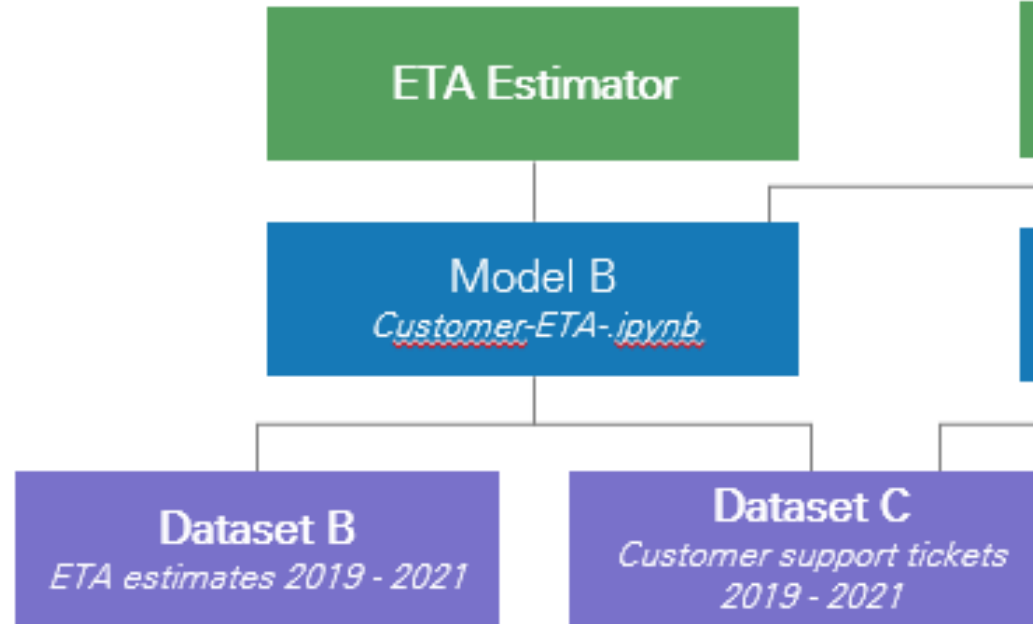 ETA Estimator
Model B
Customer-ETA-.ipynb
Dataset B
ETA estimates 2019 - 2021
Dataset C
Customer support tickets
2019 - 2021